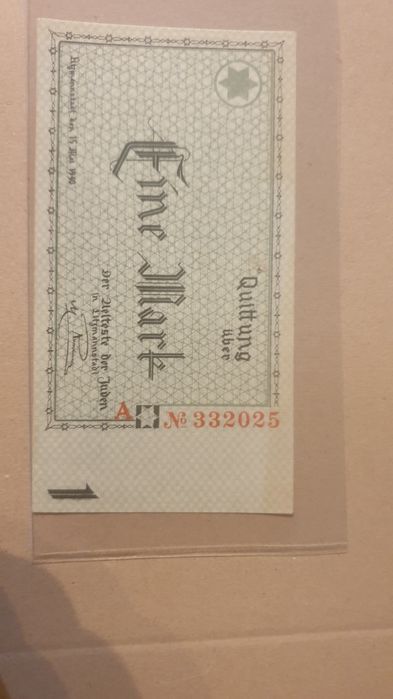 Quittung
über
Eine Mark
Der Aelteste der Juden
in Litzmannstadt
Litzmannstadt, den 15. Mai 1940
A № 332025
1